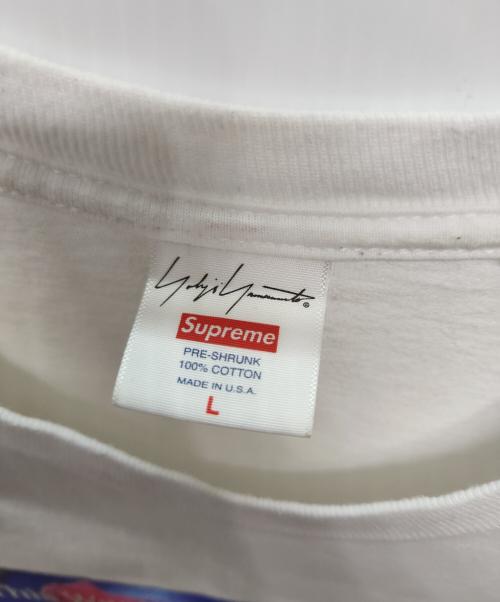 Yohji Yamamoto®
Supreme
PRE-SHRUNK
100% COTTON
MADE IN U.S.A.
L